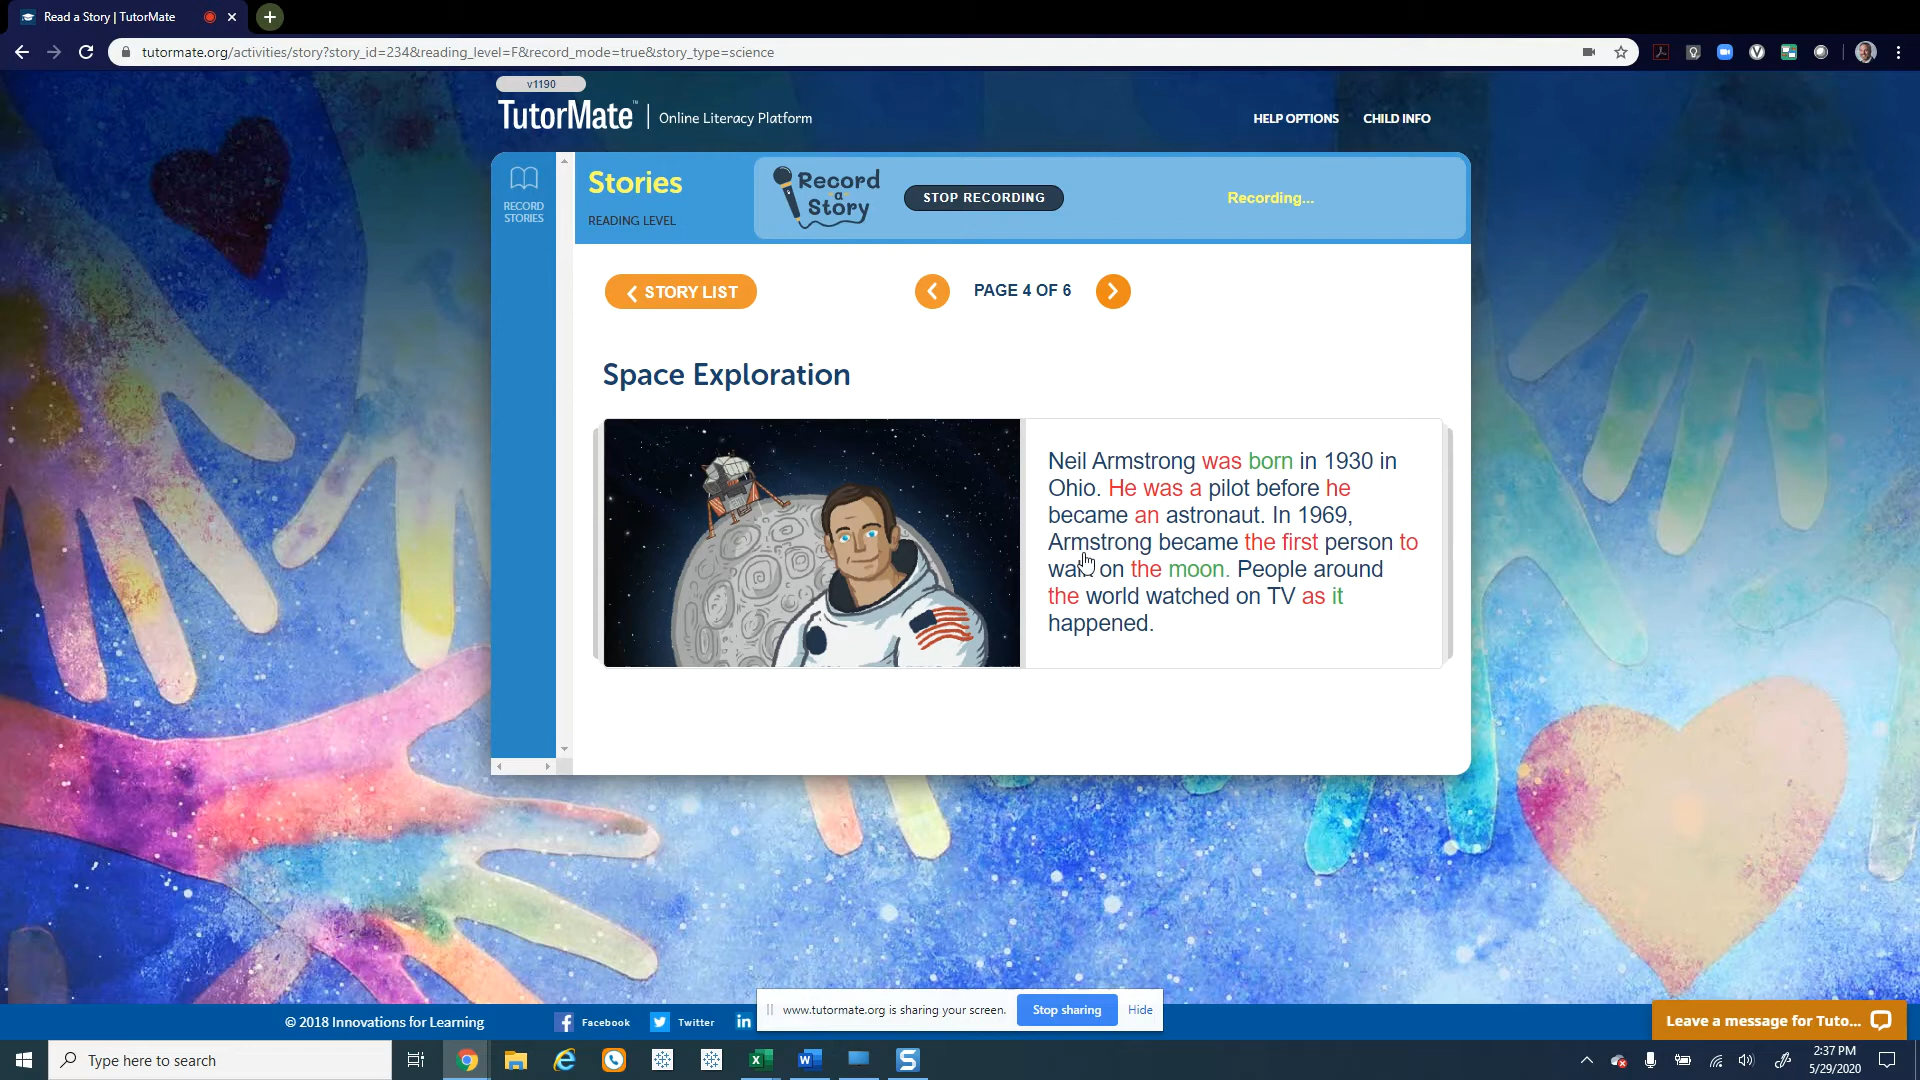 Read a Story | TutorMate
tutormate.org/activities/story?story_id=234&reading_level=F&record_mode=true&story_type=science
v1190
TutorMate™ | Online Literacy Platform
HELP OPTIONS
CHILD INFO
RECORD
STORIES
Stories
READING LEVEL
Record
a
Story
STOP RECORDING
Recording...
STORY LIST
PAGE 4 OF 6
Space Exploration
Neil Armstrong was born in 1930 in
Ohio. He was a pilot before he
became an astronaut. In 1969,
Armstrong became the first person to
walk on the moon. People around
the world watched on TV as it
happened.
© 2018 Innovations for Learning
Facebook
Twitter
in
www.tutormate.org is sharing your screen.
Stop sharing
Hide
Leave a message for Tuto...
Type here to search
2:37 PM
5/29/2020